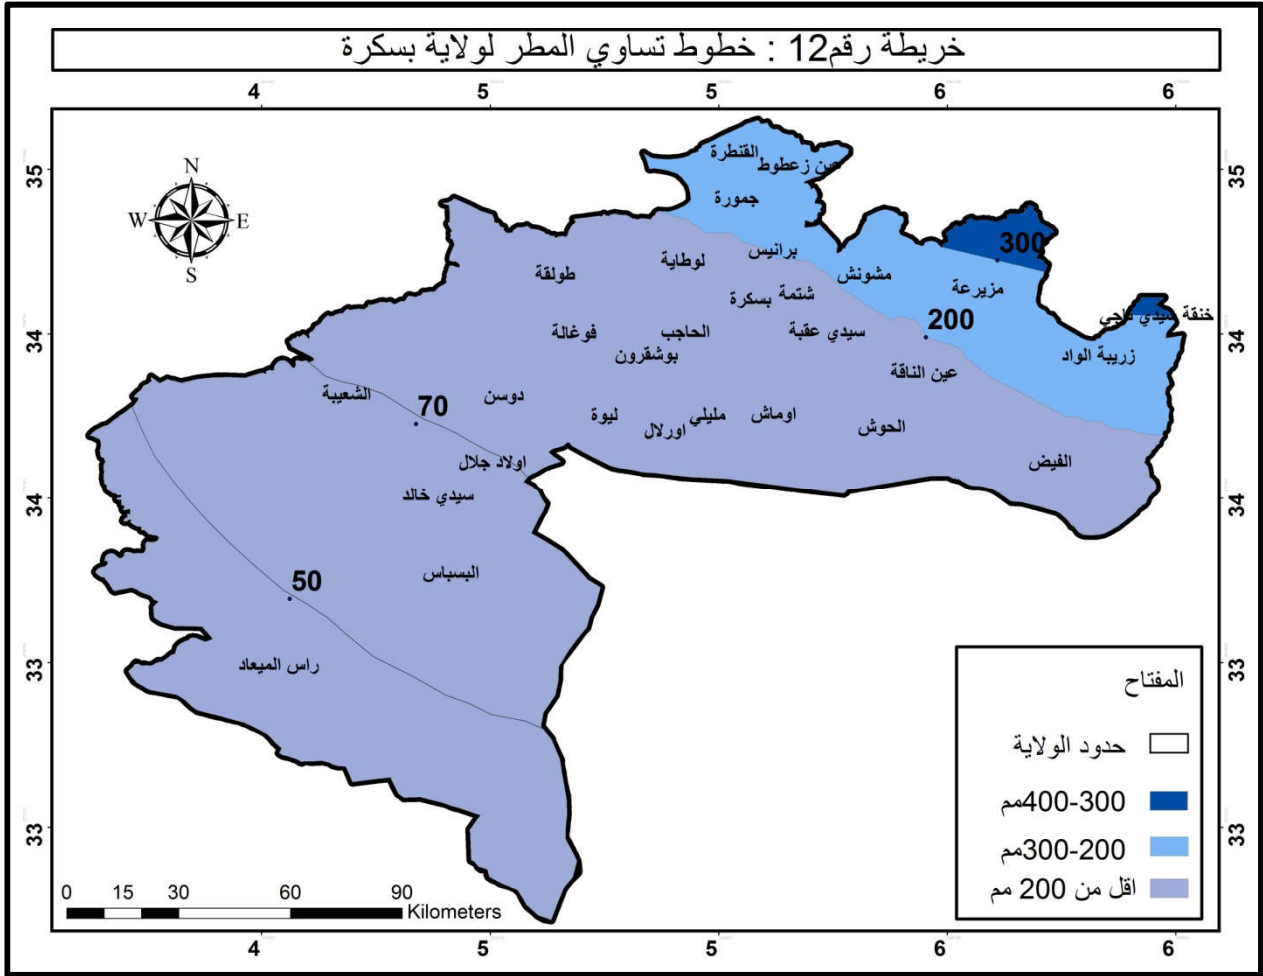 خريطة رقم12 : خطوط تساوي المطر لولاية بسكرة
4 5 5 6 6
35 35
34 34
34 34
33 33
33 33
N
W E
S
القنطرة
عين زعطوط
جمورة
برانيس
لوطاية
طولقة
مشونش
300
مزيرعة
شتمة
بسكرة
خنقة سيدي ناجي
200
سيدي عقبة
الحاجب
فوغالة
بوشقرون
زريبة الواد
عين الناقة
الشعيبة
دوسن
70
ليوة
مليلي
اوماش
اورلال
الحوش
اولاد جلال
الفيض
سيدي خالد
البسباس
50
راس الميعاد
المفتاح
حدود الولاية
400-300مم
300-200مم
اقل من 200 مم
0 15 30 60 90
Kilometers
4 5 5 6 6